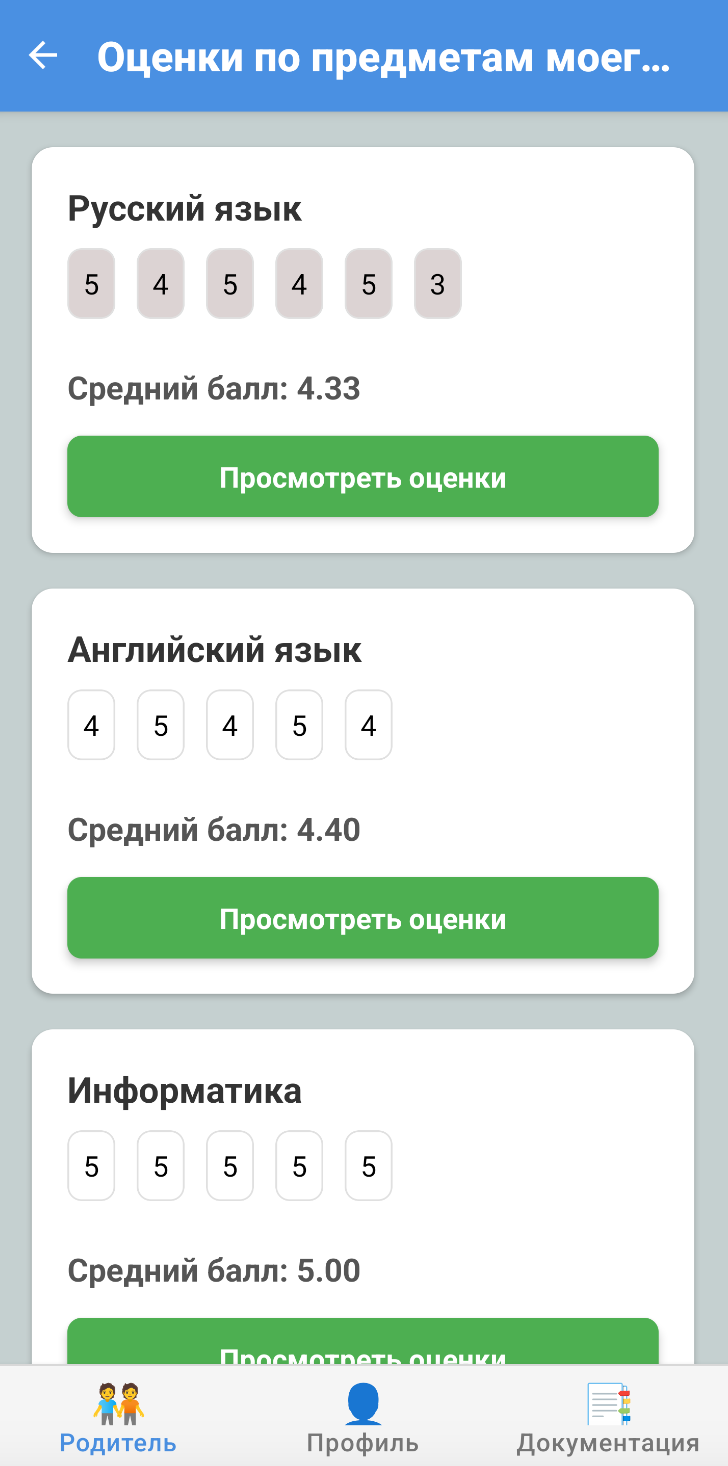 Оценки по предметам моег...
Русский язык
5 4 5 4 5 3
Средний балл: 4.33
Просмотреть оценки
Английский язык
4 5 4 5 4
Средний балл: 4.40
Просмотреть оценки
Информатика
5 5 5 5 5
Средний балл: 5.00
Просмотреть оценки
Родитель Профиль Документация